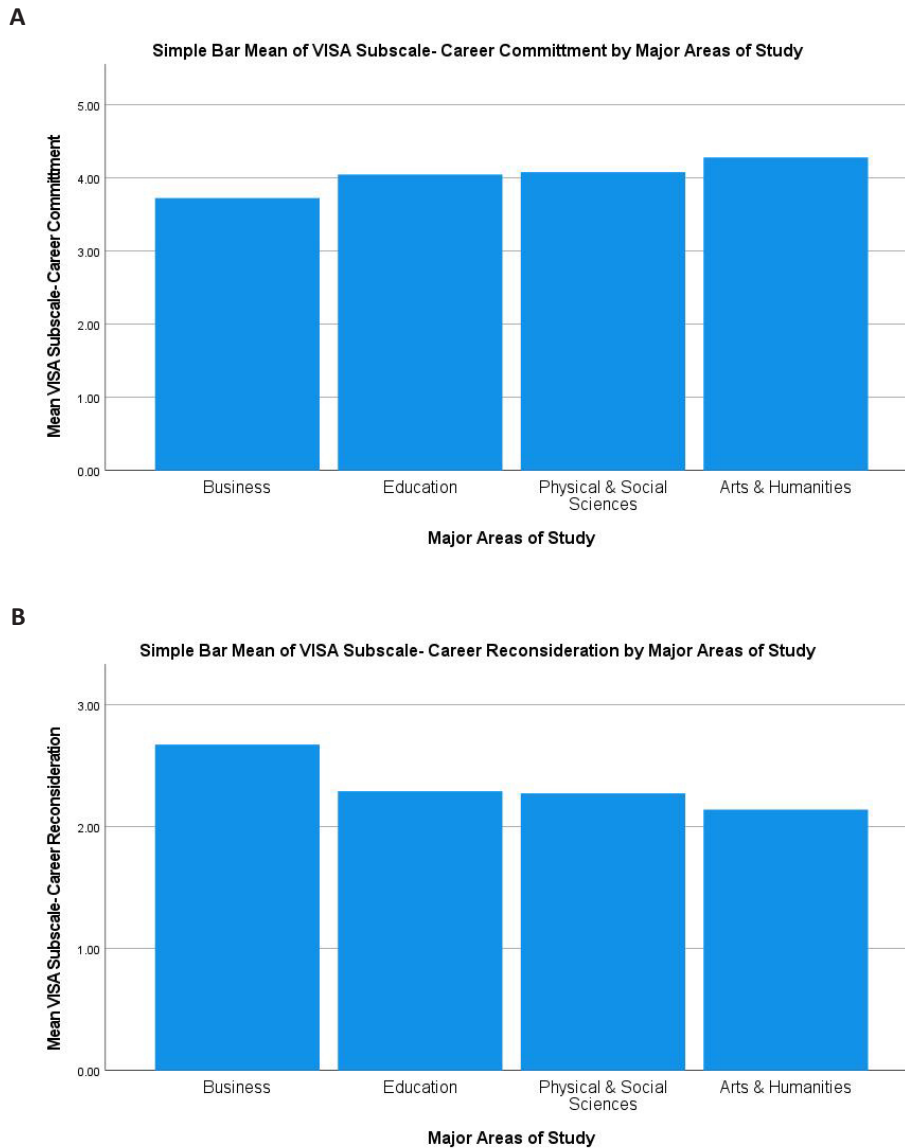 A
Simple Bar Mean of VISA Subscale- Career Committment by Major Areas of Study
Mean VISA Subscale- Career Committment
5.00
4.00
3.00
2.00
1.00
0.00
Business
Education
Physical & Social
Sciences
Arts & Humanities
Major Areas of Study
B
Simple Bar Mean of VISA Subscale- Career Reconsideration by Major Areas of Study
Mean VISA Subscale- Career Reconsideration
3.00
2.00
1.00
0.00
Business
Education
Physical & Social
Sciences
Arts & Humanities
Major Areas of Study